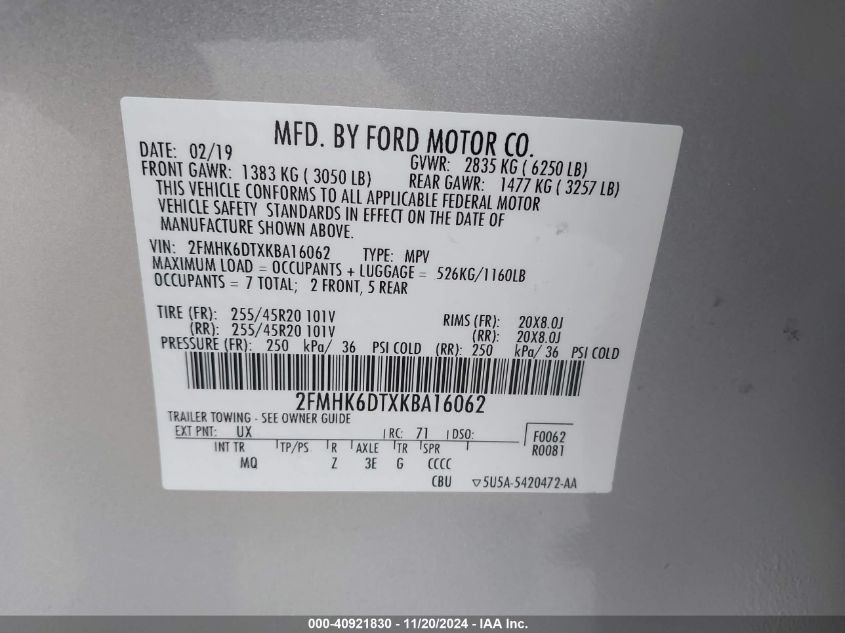 MFD. BY FORD MOTOR CO.
DATE: 02/19 GVWR: 2835 KG ( 6250 LB)
FRONT GAWR: 1383 KG ( 3050 LB) REAR GAWR: 1477 KG ( 3257 LB)
THIS VEHICLE CONFORMS TO ALL APPLICABLE FEDERAL MOTOR
VEHICLE SAFETY STANDARDS IN EFFECT ON THE DATE OF
MANUFACTURE SHOWN ABOVE.
VIN: 2FMHK6DTXKBA16062 TYPE: MPV
MAXIMUM LOAD = OCCUPANTS + LUGGAGE = 526KG/1160LB
OCCUPANTS = 7 TOTAL; 2 FRONT, 5 REAR
TIRE (FR): 255/45R20 101V RIMS (FR): 20X8.0J
(RR): 255/45R20 101V (RR): 20X8.0J
PRESSURE (FR): 250 kPa/ 36 PSI COLD (RR): 250 kPa/ 36 PSI COLD
2FMHK6DTXKBA16062
TRAILER TOWING - SEE OWNER GUIDE
EXT PNT: UX RC: 71 DSO: F0062
INT TR TP/PS R AXLE TR SPR R0081
MQ Z 3E G CCCC
CBU ▽5U5A-5420472-AA
000-40921830 - 11/20/2024 - IAA Inc.